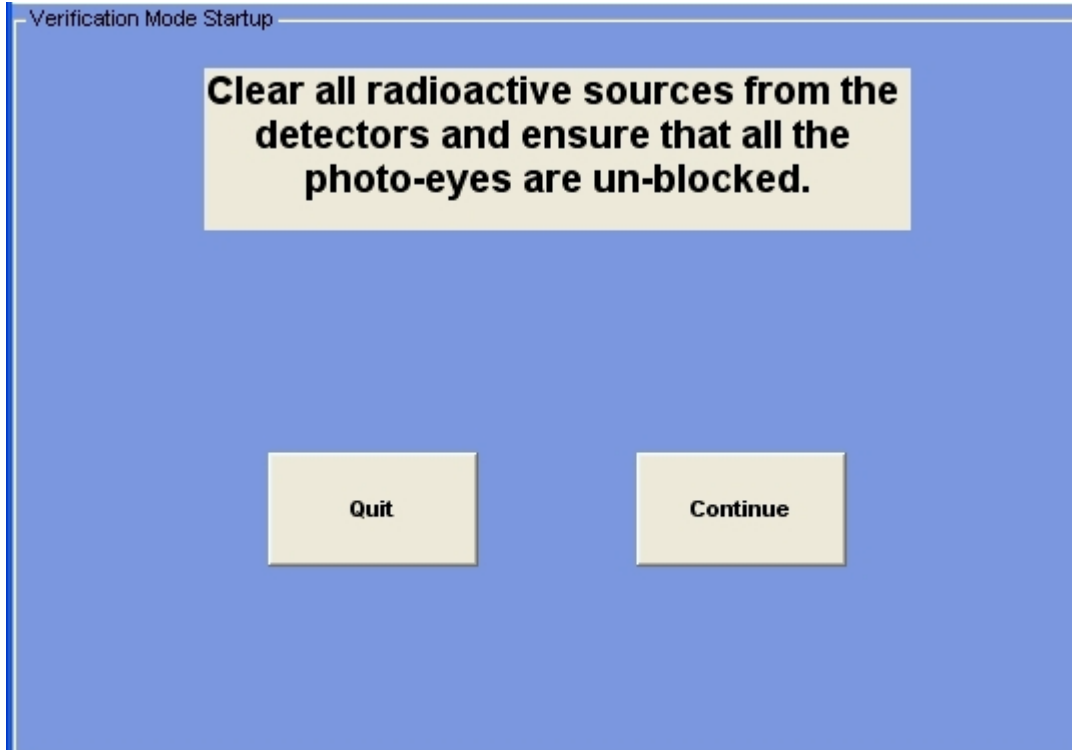 Verification Mode Startup
Clear all radioactive sources from the
detectors and ensure that all the
photo-eyes are un-blocked.
Quit
Continue